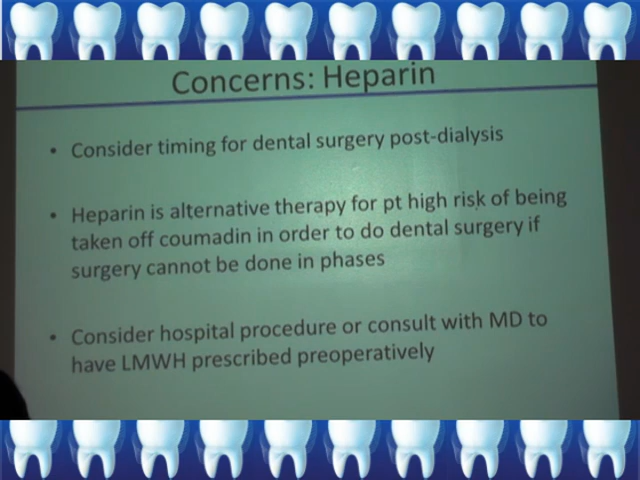 Concerns: Heparin
• Consider timing for dental surgery post-dialysis
• Heparin is alternative therapy for pt high risk of being
taken off coumadin in order to do dental surgery if
surgery cannot be done in phases
• Consider hospital procedure or consult with MD to
have LMWH prescribed preoperatively